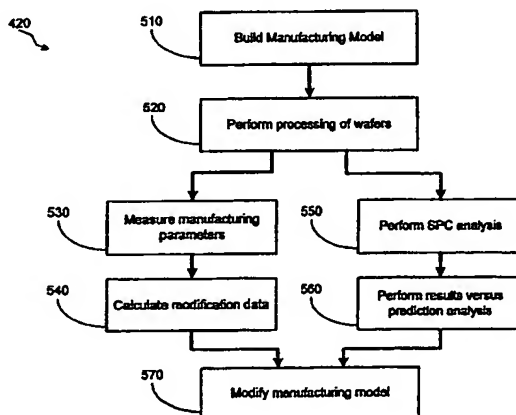 420
510
Build Manufacturing Model
520
Perform processing of wafers
530
Measure manufacturing
parameters
550
Perform SPC analysis
540
Calculate modification data
560
Perform results versus
prediction analysis
570
Modify manufacturing model